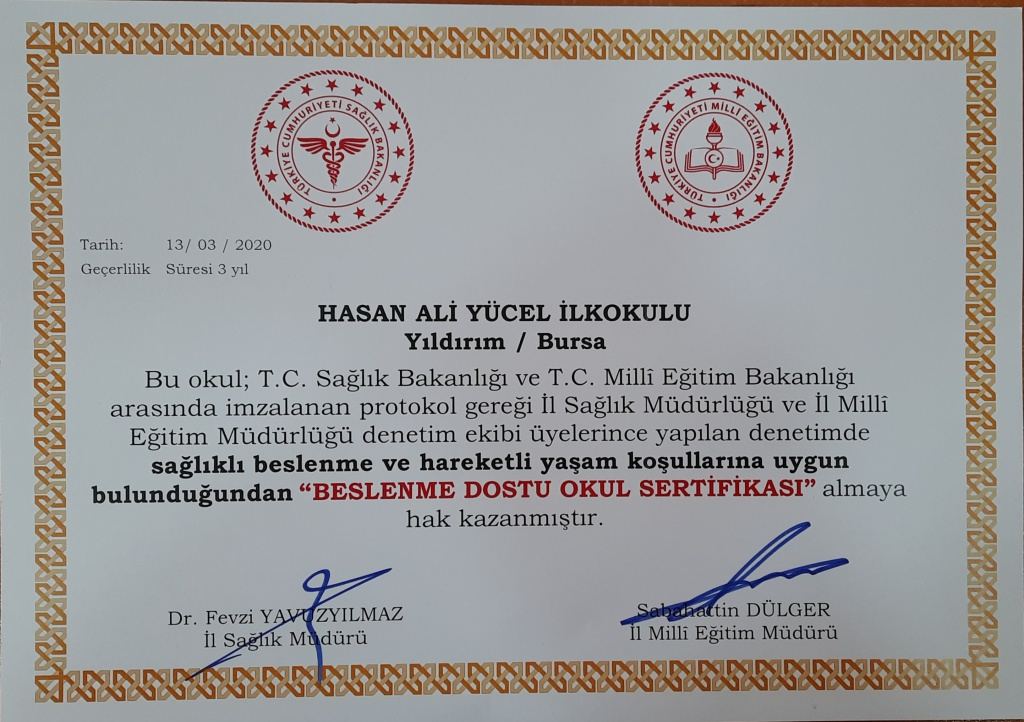 TÜRKİYE CUMHURİYETİ SAĞLIK BAKANLIĞI
TÜRKİYE CUMHURİYETİ MİLLÎ EĞİTİM BAKANLIĞI
Tarih: 13/ 03 / 2020
Geçerlilik Süresi 3 yıl
HASAN ALİ YÜCEL İLKOKULU
Yıldırım / Bursa
Bu okul; T.C. Sağlık Bakanlığı ve T.C. Millî Eğitim Bakanlığı
arasında imzalanan protokol gereği İl Sağlık Müdürlüğü ve İl Millî
Eğitim Müdürlüğü denetim ekibi üyelerince yapılan denetimde
sağlıklı beslenme ve hareketli yaşam koşullarına uygun
bulunduğundan “BESLENME DOSTU OKUL SERTİFİKASI” almaya
hak kazanmıştır.
Dr. Fevzi YAVUZYILMAZ
İl Sağlık Müdürü
Sabahattin DÜLGER
İl Millî Eğitim Müdürü